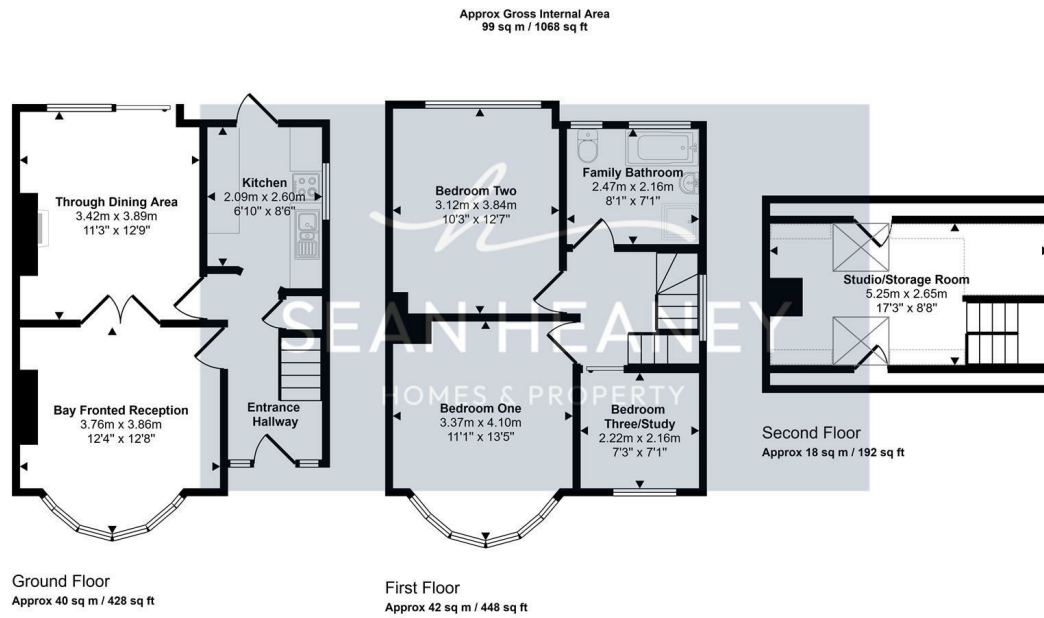 Approx Gross Internal Area
99 sq m / 1068 sq ft
Through Dining Area
3.42m x 3.89m
11'3" x 12'9"
Kitchen
2.09m x 2.60m
6'10" x 8'6"
Bay Fronted Reception
3.76m x 3.86m
12'4" x 12'8"
Entrance
Hallway
Ground Floor
Approx 40 sq m / 428 sq ft
Bedroom Two
3.12m x 3.84m
10'3" x 12'7"
Family Bathroom
2.47m x 2.16m
8'1" x 7'1"
SEAN HEANEY
HOMES & PROPERTY
Bedroom One
3.37m x 4.10m
11'1" x 13'5"
Bedroom
Three/Study
2.22m x 2.16m
7'3" x 7'1"
First Floor
Approx 42 sq m / 448 sq ft
Studio/Storage Room
5.25m x 2.65m
17'3" x 8'8"
Second Floor
Approx 18 sq m / 192 sq ft